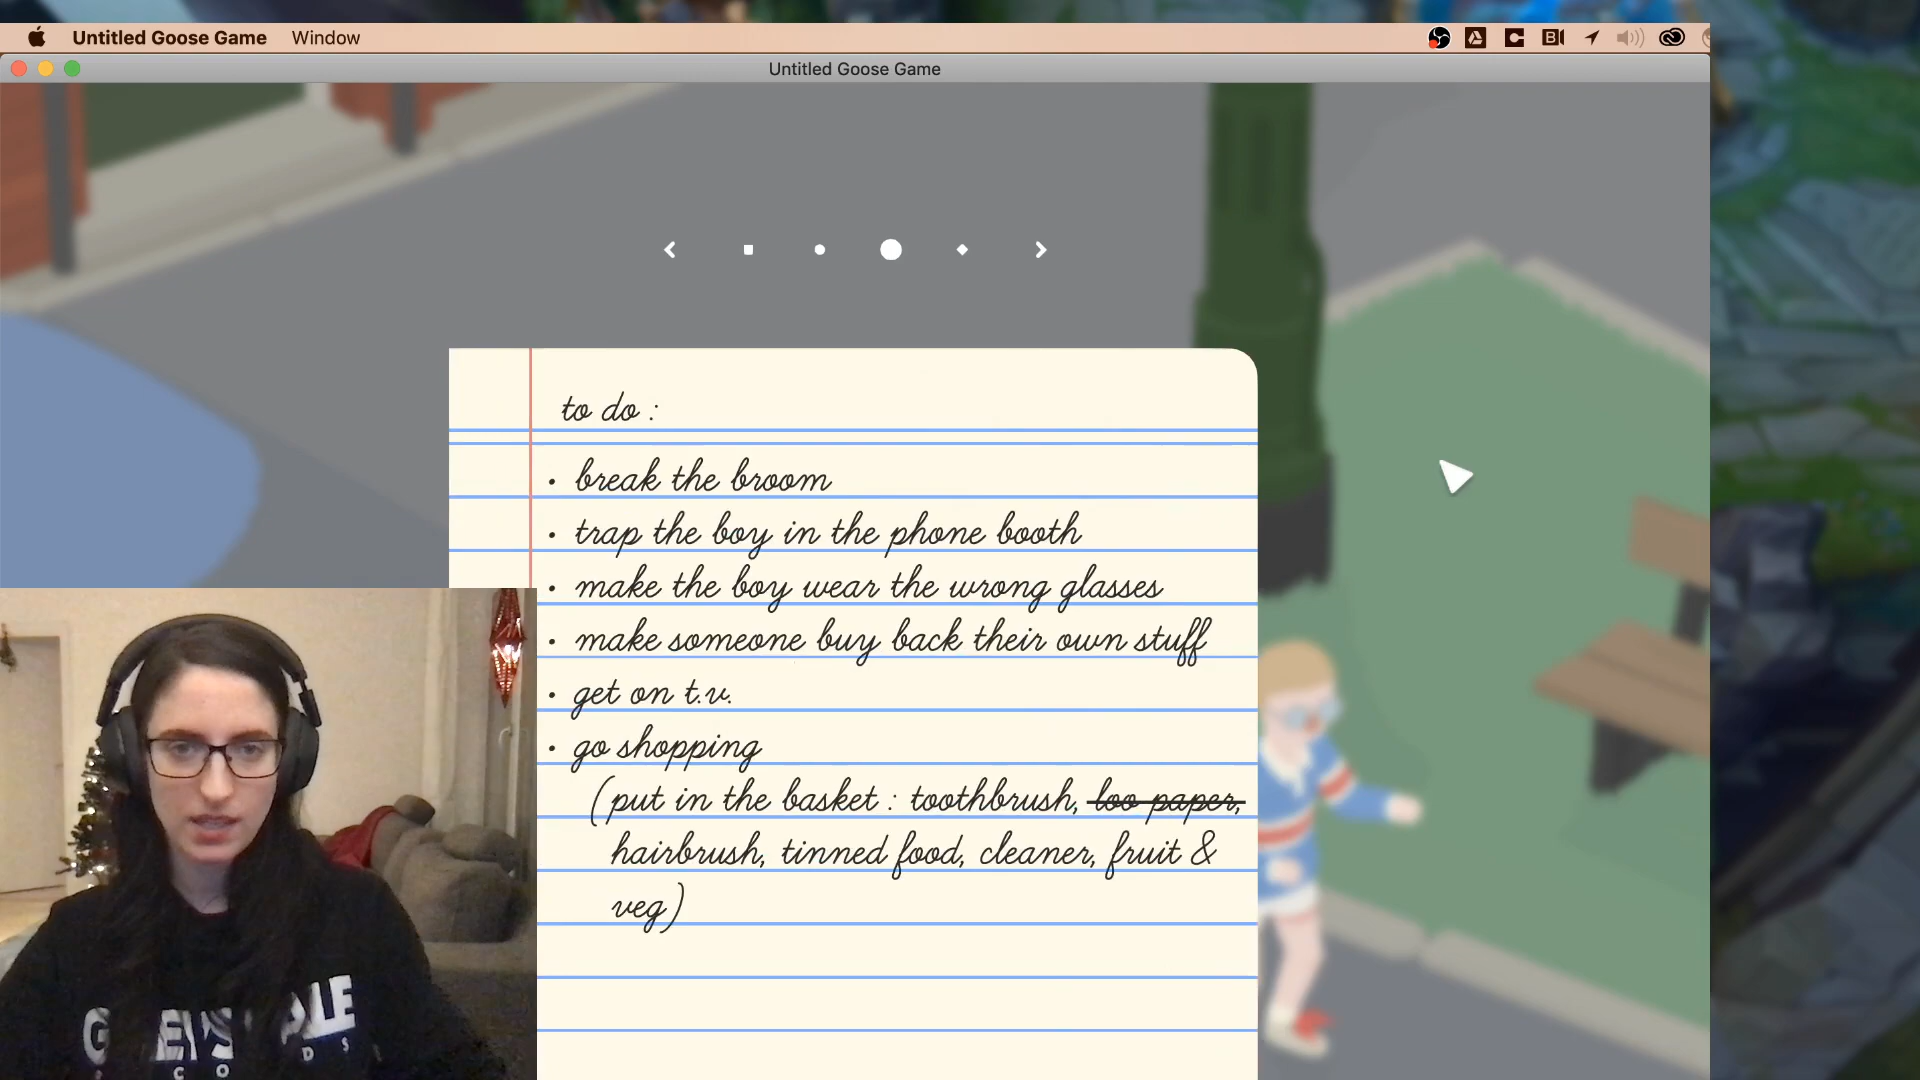 Untitled Goose Game Window
Untitled Goose Game
to do :
• break the broom
• trap the boy in the phone booth
• make the boy wear the wrong glasses
• make someone buy back their own stuff
• get on t.v.
• go shopping
(put in the basket : toothbrush, loo paper,
hairbrush, tinned food, cleaner, fruit &
veg)